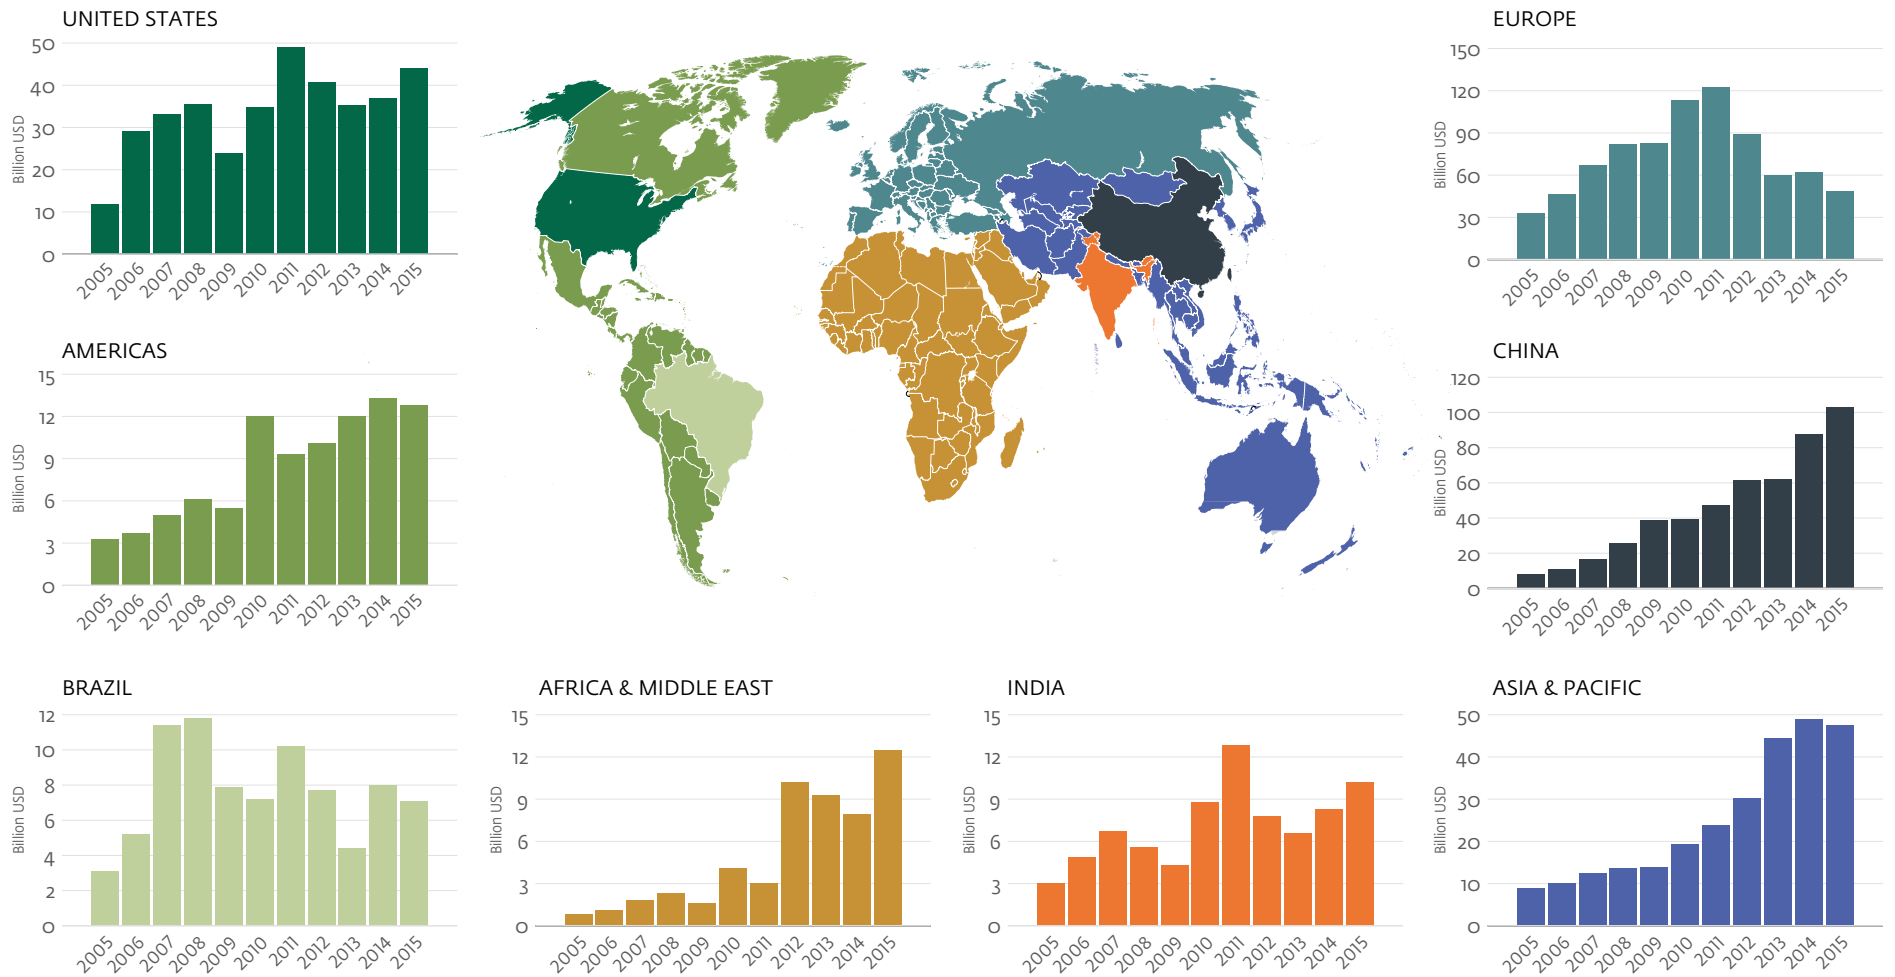 UNITED STATES
Billion USD
50
40
30
20
10
0
2005 2006 2007 2008 2009 2010 2011 2012 2013 2014 2015
AMERICAS
Billion USD
15
12
9
6
3
0
2005 2006 2007 2008 2009 2010 2011 2012 2013 2014 2015
BRAZIL
Billion USD
12
10
8
6
4
2
0
2005 2006 2007 2008 2009 2010 2011 2012 2013 2014 2015
AFRICA & MIDDLE EAST
Billion USD
15
12
9
6
3
0
2005 2006 2007 2008 2009 2010 2011 2012 2013 2014 2015
INDIA
Billion USD
15
12
9
6
3
0
2005 2006 2007 2008 2009 2010 2011 2012 2013 2014 2015
EUROPE
Billion USD
150
120
90
60
30
0
2005 2006 2007 2008 2009 2010 2011 2012 2013 2014 2015
CHINA
Billion USD
120
100
80
60
40
20
0
2005 2006 2007 2008 2009 2010 2011 2012 2013 2014 2015
ASIA & PACIFIC
Billion USD
50
40
30
20
10
0
2005 2006 2007 2008 2009 2010 2011 2012 2013 2014 2015